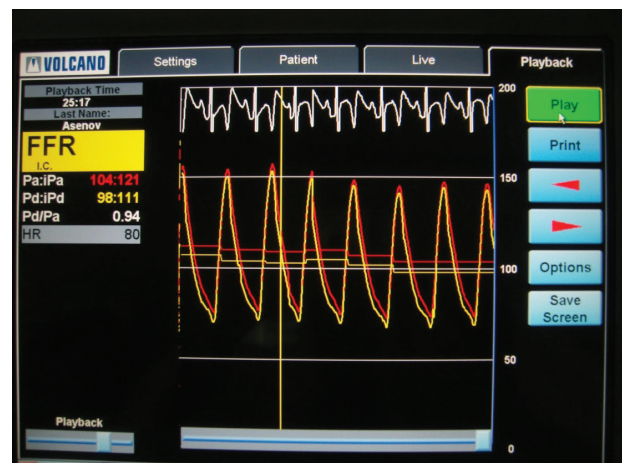 VOLCANO
Settings
Patient
Live
Playback
Playback Time
25:17
Last Name:
Asenov
FFR
I.C.
Pa:iPa 104:121
Pd:iPd 98:111
Pd/Pa 0.94
HR 80
Playback
200
150
100
50
0
Play
Print
Options
Save
Screen